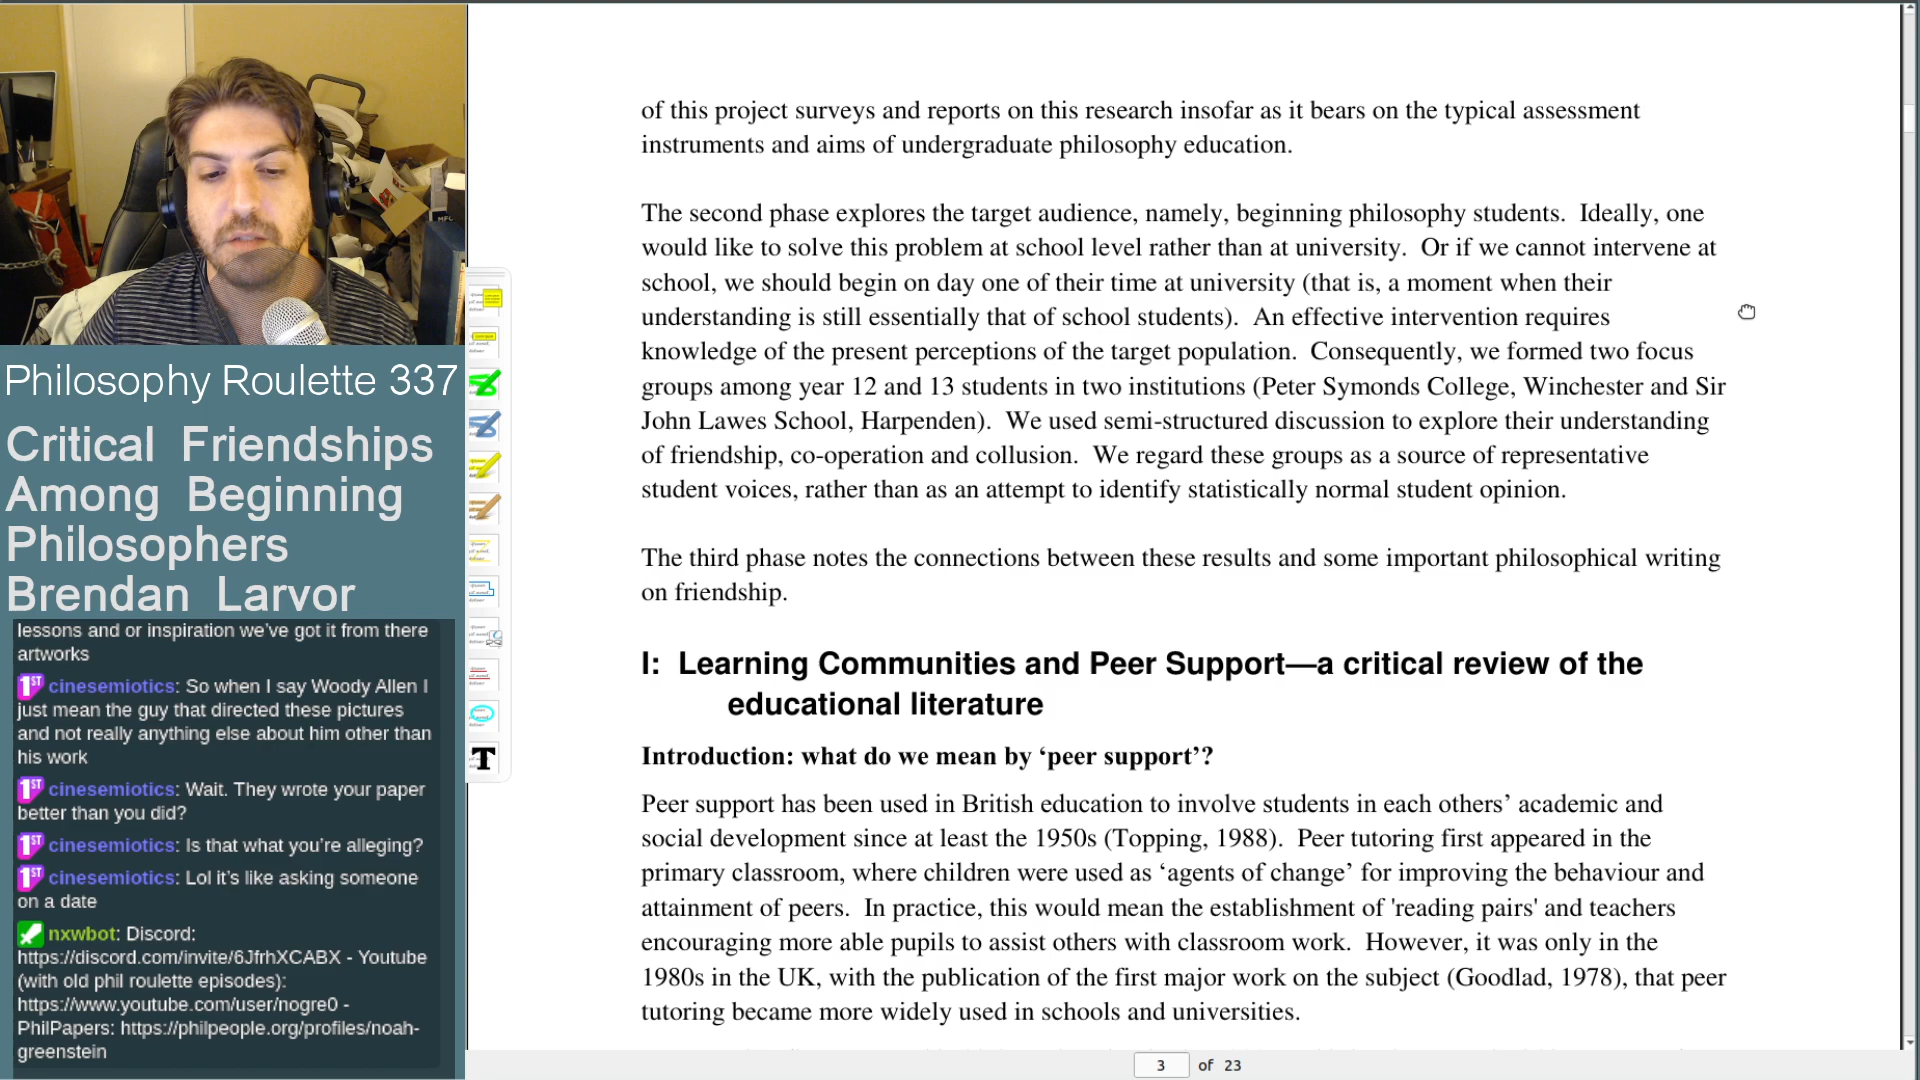 Philosophy Roulette 337
Critical Friendships
Among Beginning
Philosophers
Brendan Larvor
lessons and or inspiration we've got it from there
artworks
1ST cinesemiotics: So when I say Woody Allen I
just mean the guy that directed these pictures
and not really anything else about him other than
his work
1ST cinesemiotics: Wait. They wrote your paper
better than you did?
1ST cinesemiotics: Is that what you're alleging?
1ST cinesemiotics: Lol it's like asking someone
on a date
nxwbot: Discord:
https://discord.com/invite/6JfrhXCABX - Youtube
(with old phil roulette episodes):
https://www.youtube.com/user/nogre0 -
PhilPapers: https://philpeople.org/profiles/noah-
greenstein
T
of this project surveys and reports on this research insofar as it bears on the typical assessment
instruments and aims of undergraduate philosophy education.
The second phase explores the target audience, namely, beginning philosophy students.  Ideally, one
would like to solve this problem at school level rather than at university.  Or if we cannot intervene at
school, we should begin on day one of their time at university (that is, a moment when their
understanding is still essentially that of school students).  An effective intervention requires
knowledge of the present perceptions of the target population.  Consequently, we formed two focus
groups among year 12 and 13 students in two institutions (Peter Symonds College, Winchester and Sir
John Lawes School, Harpenden).  We used semi-structured discussion to explore their understanding
of friendship, co-operation and collusion.  We regard these groups as a source of representative
student voices, rather than as an attempt to identify statistically normal student opinion.
The third phase notes the connections between these results and some important philosophical writing
on friendship.
I:  Learning Communities and Peer Support—a critical review of the
educational literature
Introduction: what do we mean by ‘peer support’?
Peer support has been used in British education to involve students in each others’ academic and
social development since at least the 1950s (Topping, 1988).  Peer tutoring first appeared in the
primary classroom, where children were used as ‘agents of change’ for improving the behaviour and
attainment of peers.  In practice, this would mean the establishment of 'reading pairs' and teachers
encouraging more able pupils to assist others with classroom work.  However, it was only in the
1980s in the UK, with the publication of the first major work on the subject (Goodlad, 1978), that peer
tutoring became more widely used in schools and universities.
3 of 23